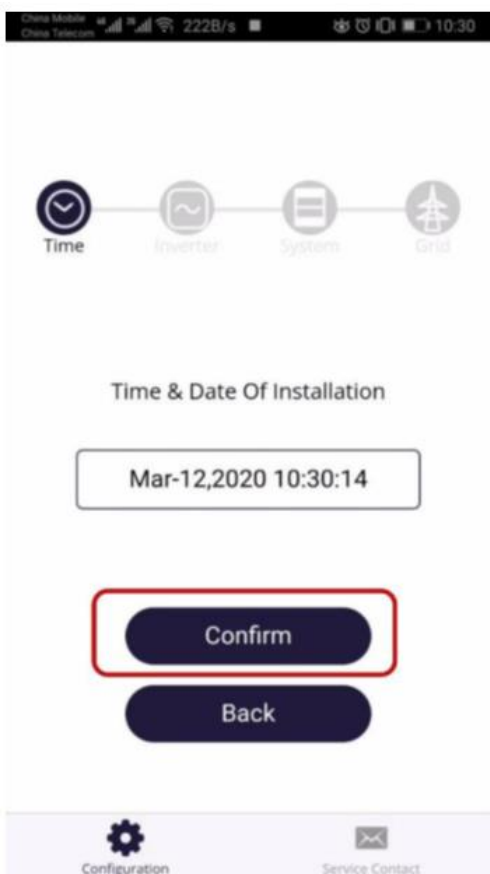 China Mobile 222B/s 10:30
China Telecom
Time Inverter System Grid
Time & Date Of Installation
Mar-12,2020 10:30:14
Confirm
Back
Configuration Service Contact